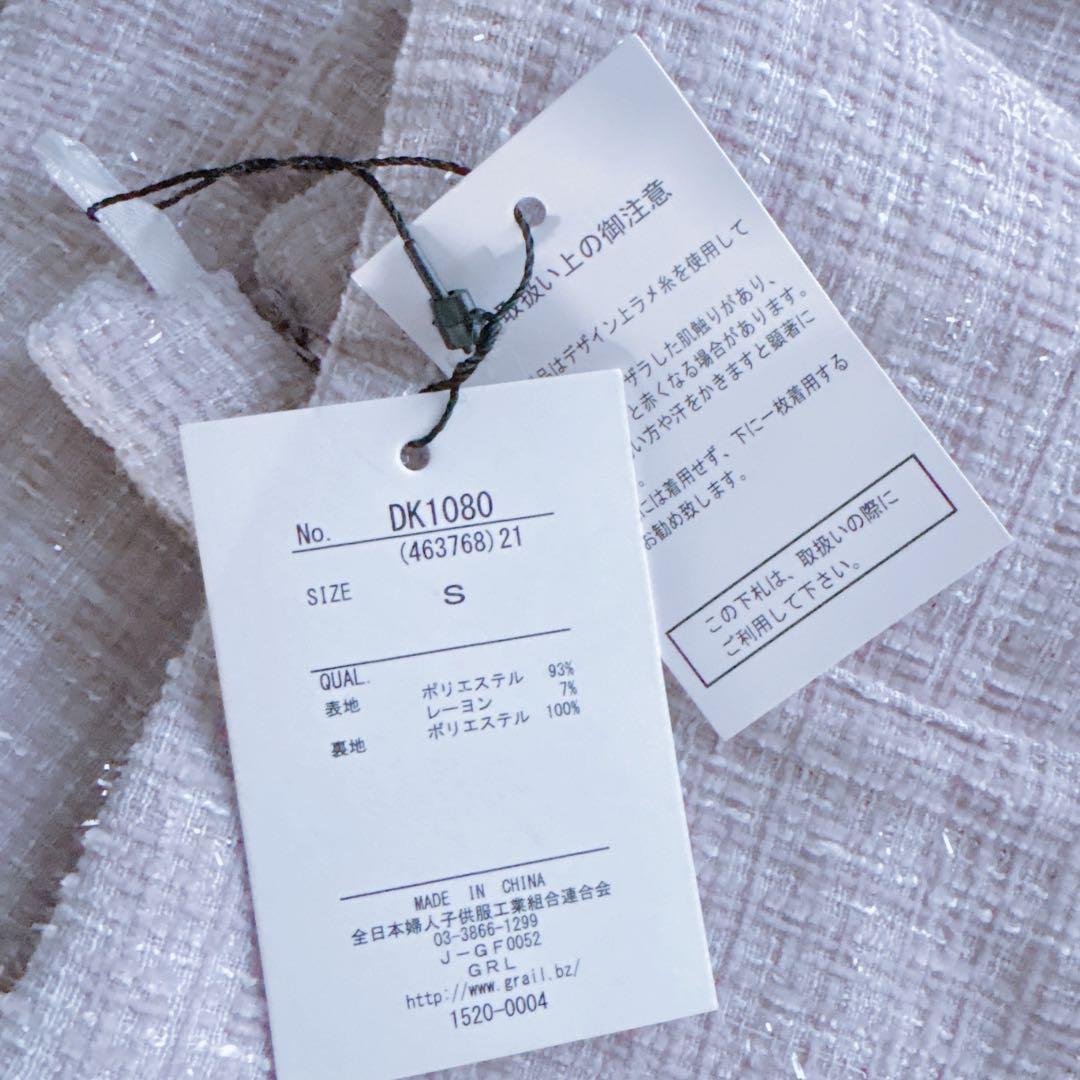 No. DK1080
(463768)21
SIZE S
QUAL.
表地 ポリエステル 93%
レーヨン 7%
裏地 ポリエステル 100%
MADE IN CHINA
全日本婦人子供服工業組合連合会
03-3866-1299
J-GF0052
GRL
http://www.grail.bz/
1520-0004
取扱い上の御注意
はデザイン上ラメ糸を使用して
ザラした肌触りがあり、
と赤くなる場合があります。
い方や汗をかきますと顕著に
。
には着用せず、下に一枚着用する
お勧め致します。
この下札は、取扱いの際に
ご利用して下さい。